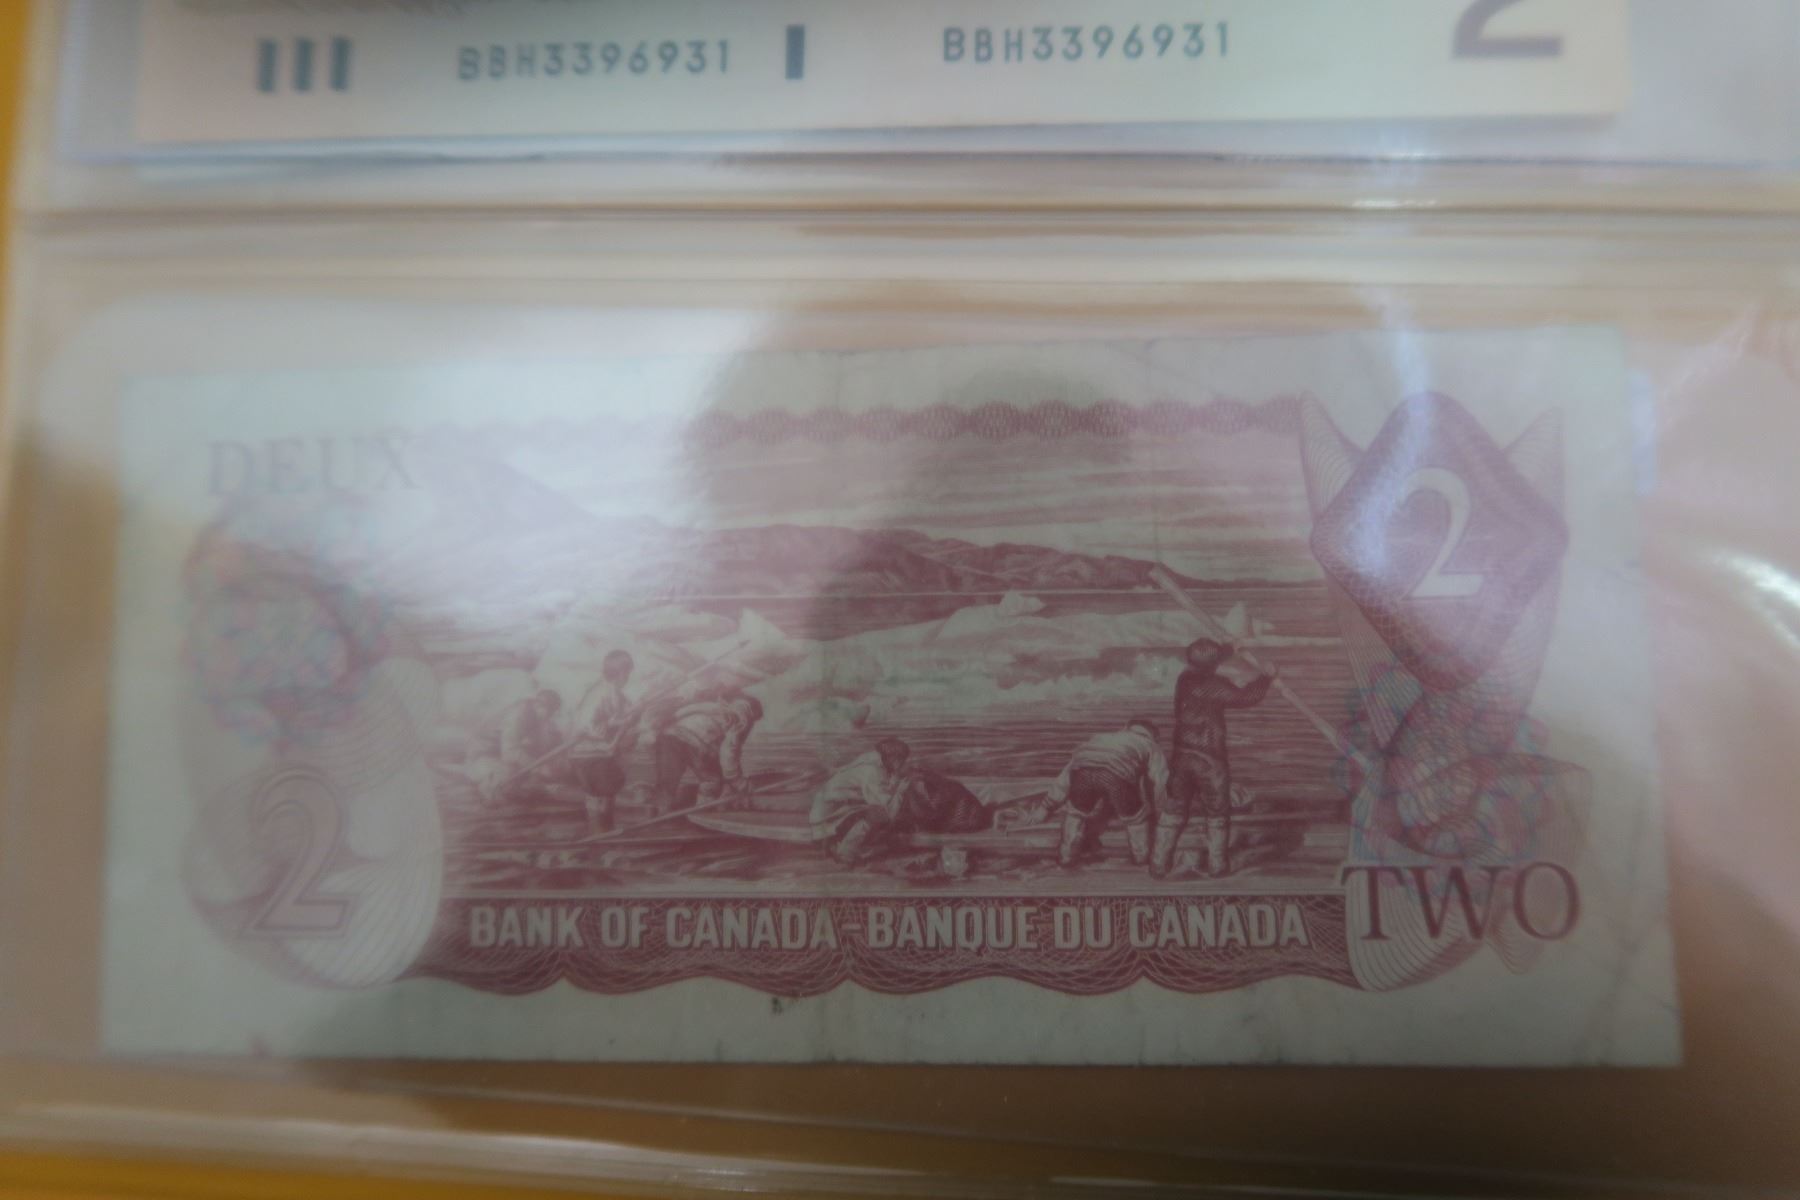 BBH3396931 BBH3396931 2
DEUX
2
2
BANK OF CANADA-BANQUE DU CANADA
TWO